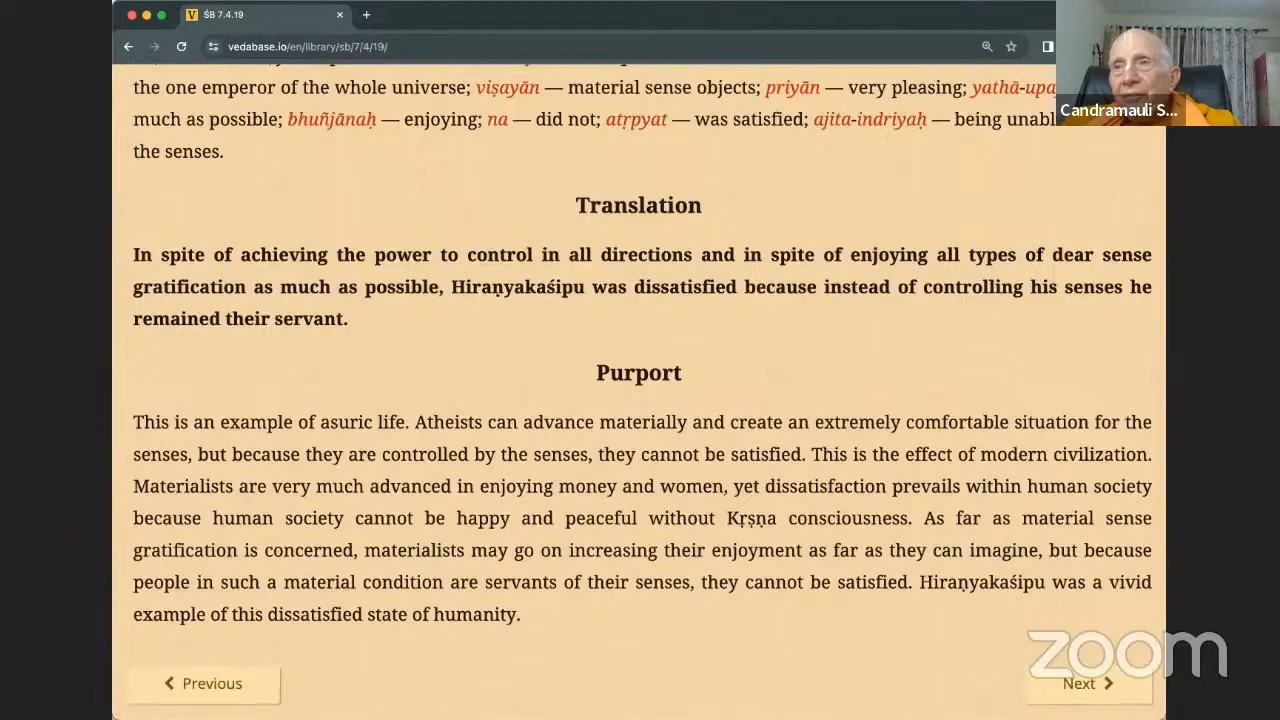 ŚB 7.4.19
vedabase.io/en/library/sb/7/4/19/
Candramauli S...
the one emperor of the whole universe; viṣayān — material sense objects; priyān — very pleasing; yathā-upa
much as possible; bhuñjānaḥ — enjoying; na — did not; atṛpyat — was satisfied; ajita-indriyaḥ — being unabl
the senses.
Translation
In spite of achieving the power to control in all directions and in spite of enjoying all types of dear sense
gratification as much as possible, Hiraṇyakaśipu was dissatisfied because instead of controlling his senses he
remained their servant.
Purport
This is an example of asuric life. Atheists can advance materially and create an extremely comfortable situation for the
senses, but because they are controlled by the senses, they cannot be satisfied. This is the effect of modern civilization.
Materialists are very much advanced in enjoying money and women, yet dissatisfaction prevails within human society
because human society cannot be happy and peaceful without Kṛṣṇa consciousness. As far as material sense
gratification is concerned, materialists may go on increasing their enjoyment as far as they can imagine, but because
people in such a material condition are servants of their senses, they cannot be satisfied. Hiraṇyakaśipu was a vivid
example of this dissatisfied state of humanity.
Previous
Next
zoom